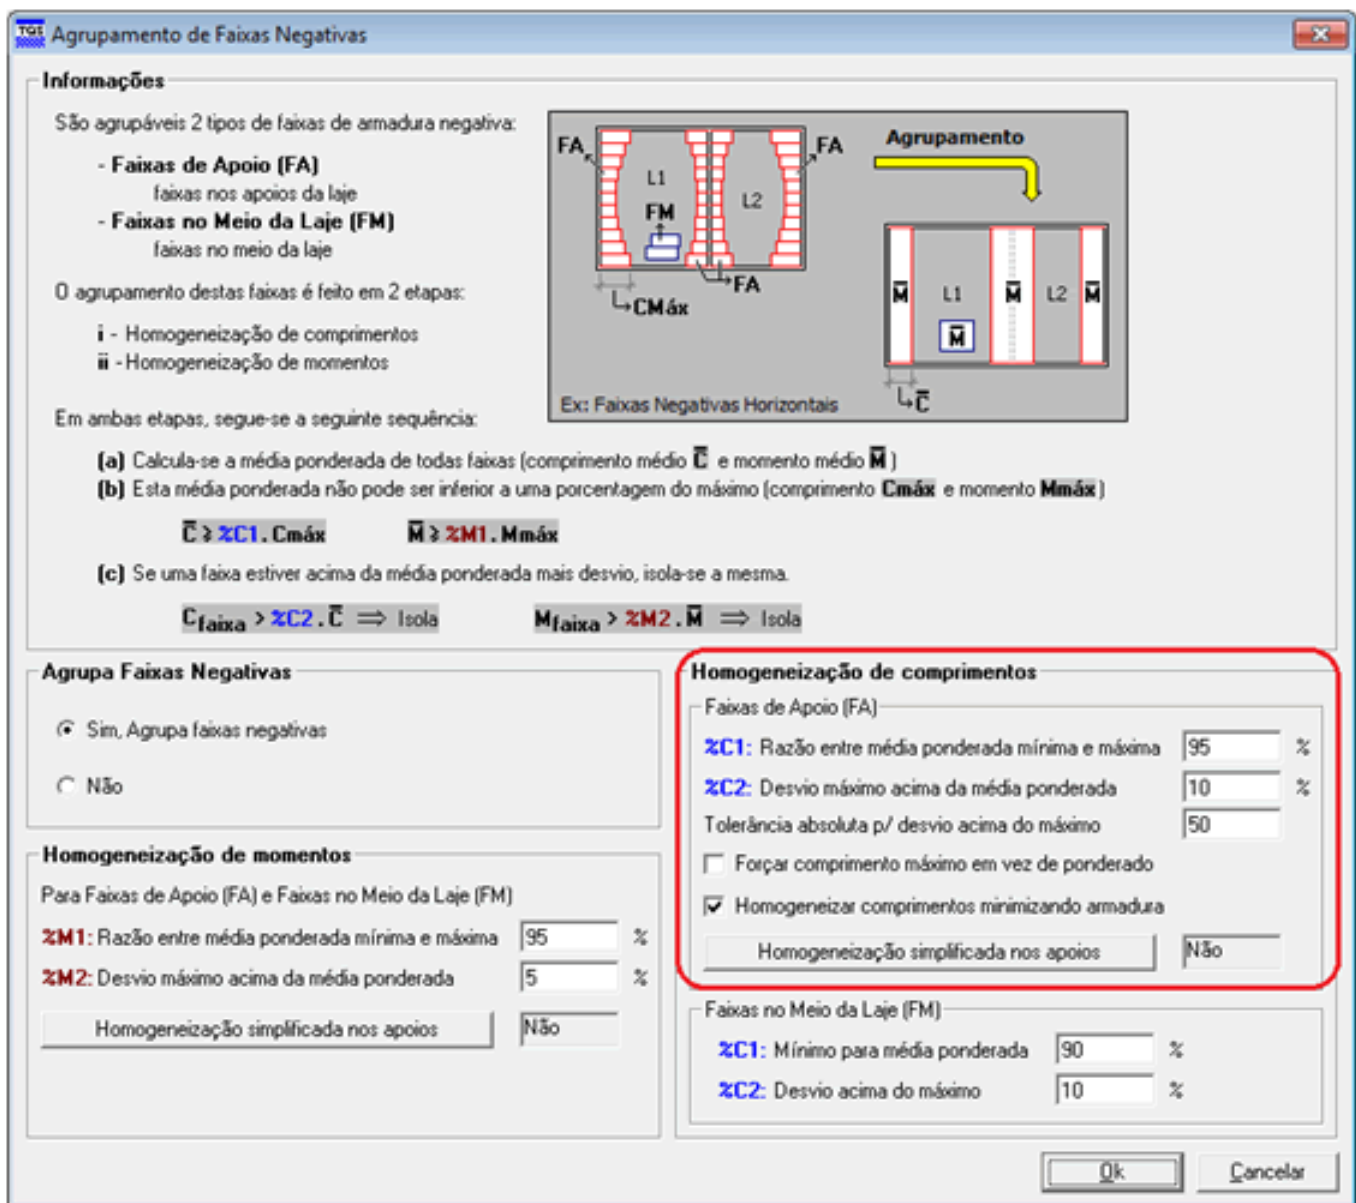 TQS Agrupamento de Faixas Negativas
Informações
São agrupáveis 2 tipos de faixas de armadura negativa:
- Faixas de Apoio (FA)
faixas nos apoios da laje
- Faixas no Meio da Laje (FM)
faixas no meio da laje
O agrupamento destas faixas é feito em 2 etapas:
i - Homogeneização de comprimentos
ii - Homogeneização de momentos
Em ambas etapas, segue-se a seguinte sequência:
FA
FA
L1
L2
FM
FA
CMáx
Agrupamento
M̅ L1 M̅ L2 M̅
M̅
C̅
Ex: Faixas Negativas Horizontais
(a) Calcula-se a média ponderada de todas faixas (comprimento médio C̅ e momento médio M̅)
(b) Esta média ponderada não pode ser inferior a uma porcentagem do máximo (comprimento Cmáx e momento Mmáx)
C̅ ≥ %C1.Cmáx M̅ ≥ %M1.Mmáx
(c) Se uma faixa estiver acima da média ponderada mais desvio, isola-se a mesma.
Cfaixa > %C2.C̅ ⟹ Isola Mfaixa > %M2.M̅ ⟹ Isola
Agrupa Faixas Negativas
Sim, Agrupa faixas negativas
Não
Homogeneização de momentos
Para Faixas de Apoio (FA) e Faixas no Meio da Laje (FM)
%M1: Razão entre média ponderada mínima e máxima 95 %
%M2: Desvio máximo acima da média ponderada 5 %
Homogeneização simplificada nos apoios Não
Homogeneização de comprimentos
Faixas de Apoio (FA)
%C1: Razão entre média ponderada mínima e máxima 95 %
%C2: Desvio máximo acima da média ponderada 10 %
Tolerância absoluta p/ desvio acima do máximo 50
Forçar comprimento máximo em vez de ponderado
Homogeneizar comprimentos minimizando armadura
Homogeneização simplificada nos apoios Não
Faixas no Meio da Laje (FM)
%C1: Mínimo para média ponderada 90 %
%C2: Desvio acima do máximo 10 %
Ok Cancelar